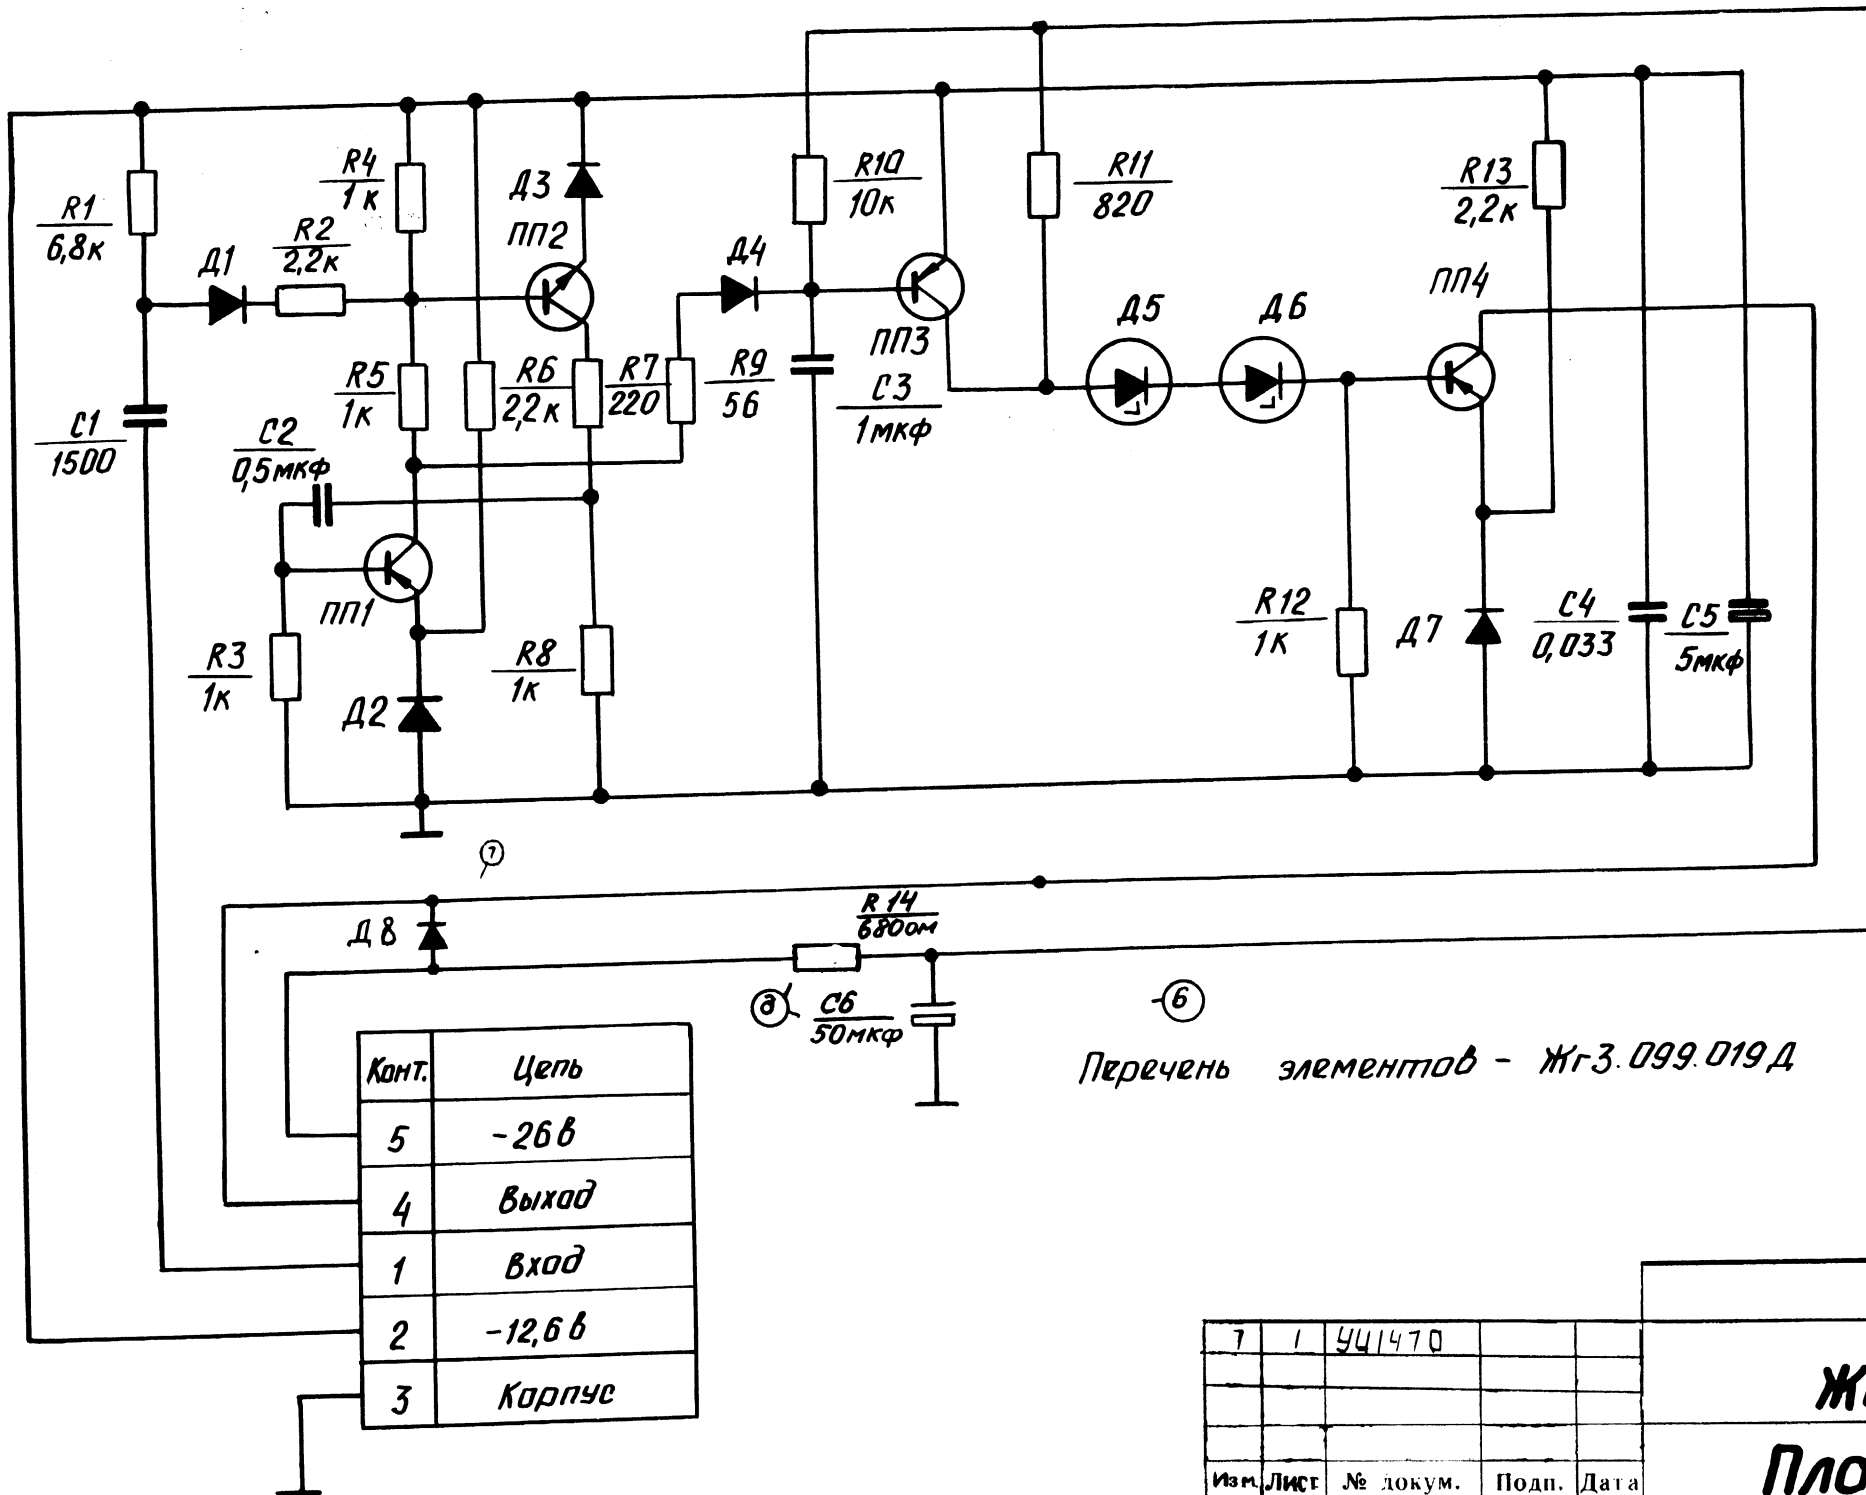 R1
6,8к
Д1
R2
2,2к
R4
1к
Д3
ПП2
Д4
R10
10к
R11
820
R13
2,2к
ПП4
ПП3
Д5
Д6
C1
1500
R5
1к
C2
0,5мкф
R6
2,2к
R7
220
R9
56
C3
1мкф
ПП1
R3
1к
Д2
R8
1к
R12
1к
Д7
C4
0,033
C5
5мкф
7
Д8
R14
680ом
C6
50мкф
6
Перечень элементов - ЖгЗ.099.019Д
Конт. Цепь
5 -26в
4 Выход
1 Вход
2 -12,6в
3 Корпус
7 1 УЦ1470
Изм. Лист № докум. Подп. Дата